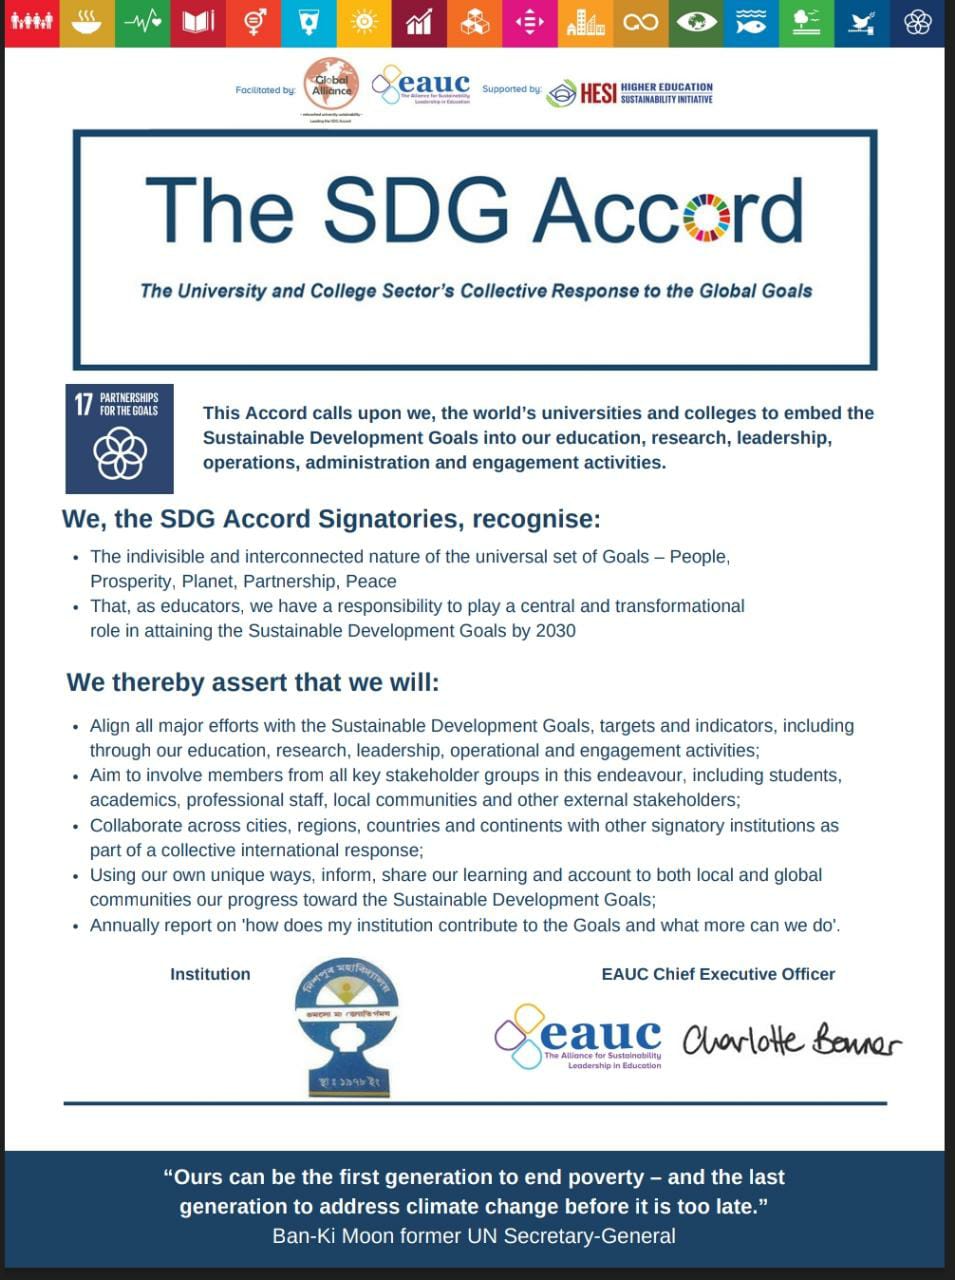 Facilitated by:
Global
Alliance
eauc
The Alliance for Sustainability
Leadership in Education
Supported by:
HESI HIGHER EDUCATION
SUSTAINABILITY INITIATIVE
The SDG Accord
The University and College Sector's Collective Response to the Global Goals
17 PARTNERSHIPS
FOR THE GOALS
This Accord calls upon we, the world's universities and colleges to embed the
Sustainable Development Goals into our education, research, leadership,
operations, administration and engagement activities.
We, the SDG Accord Signatories, recognise:
• The indivisible and interconnected nature of the universal set of Goals – People,
Prosperity, Planet, Partnership, Peace
• That, as educators, we have a responsibility to play a central and transformational
role in attaining the Sustainable Development Goals by 2030
We thereby assert that we will:
• Align all major efforts with the Sustainable Development Goals, targets and indicators, including
through our education, research, leadership, operational and engagement activities;
• Aim to involve members from all key stakeholder groups in this endeavour, including students,
academics, professional staff, local communities and other external stakeholders;
• Collaborate across cities, regions, countries and continents with other signatory institutions as
part of a collective international response;
• Using our own unique ways, inform, share our learning and account to both local and global
communities our progress toward the Sustainable Development Goals;
• Annually report on 'how does my institution contribute to the Goals and what more can we do'.
Institution
মহাবিদ্যালয়
স্থাঃ ১৯৭৮ ইং
EAUC Chief Executive Officer
eauc
The Alliance for Sustainability
Leadership in Education
Charlotte Bonner
“Ours can be the first generation to end poverty – and the last
generation to address climate change before it is too late.”
Ban-Ki Moon former UN Secretary-General